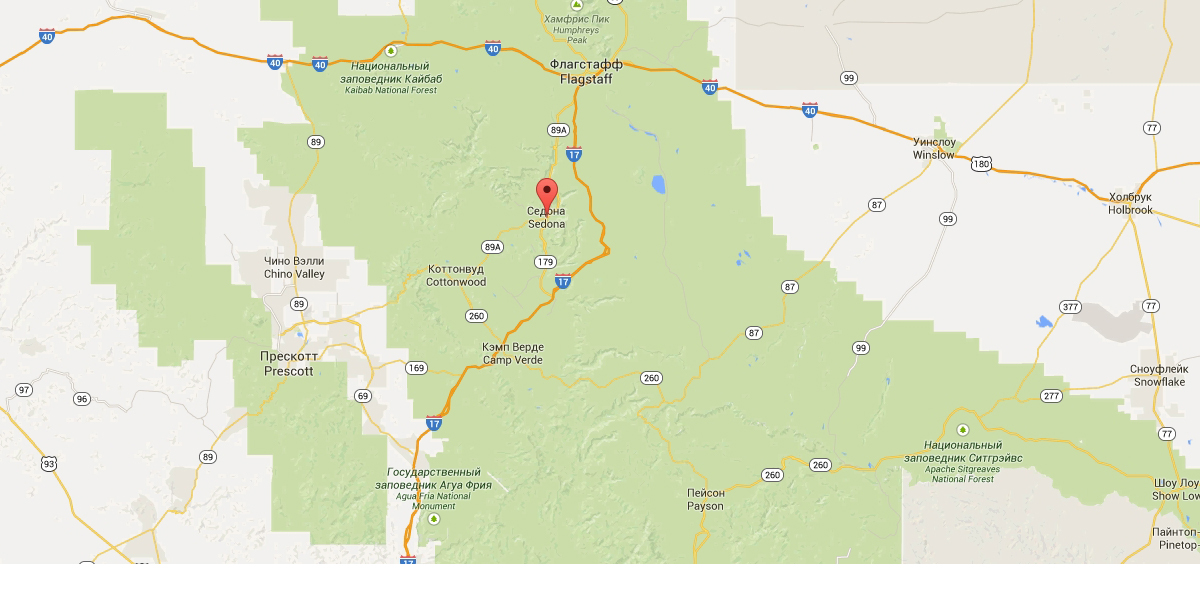 Хамфрис Пик
Humphreys
Peak
40
40
40
40
Национальный
заповедник Кайбаб
Kaibab National Forest
Флагстафф
Flagstaff
99
40
40
89A
77
89
17
Уинслоу
Winslow
180
Седона
Sedona
87
99
Холбрук
Holbrook
89A
179
Чино Вэлли
Chino Valley
Коттонвуд
Cottonwood
17
87
89
260
377
77
87
Кэмп Верде
Camp Verde
99
Прескотт
Prescott
169
260
Сноуфлейк
Snowflake
97
96
69
277
17
77
89
93
Национальный
заповедник Ситгрэйвс
Apache Sitgreaves
National Forest
260
260
Государственный
заповедник Агуа Фрия
Agua Fria National
Monument
Пейсон
Payson
Шоу Лоу
Show Low
Пайнтоп-
Pinetop-
17